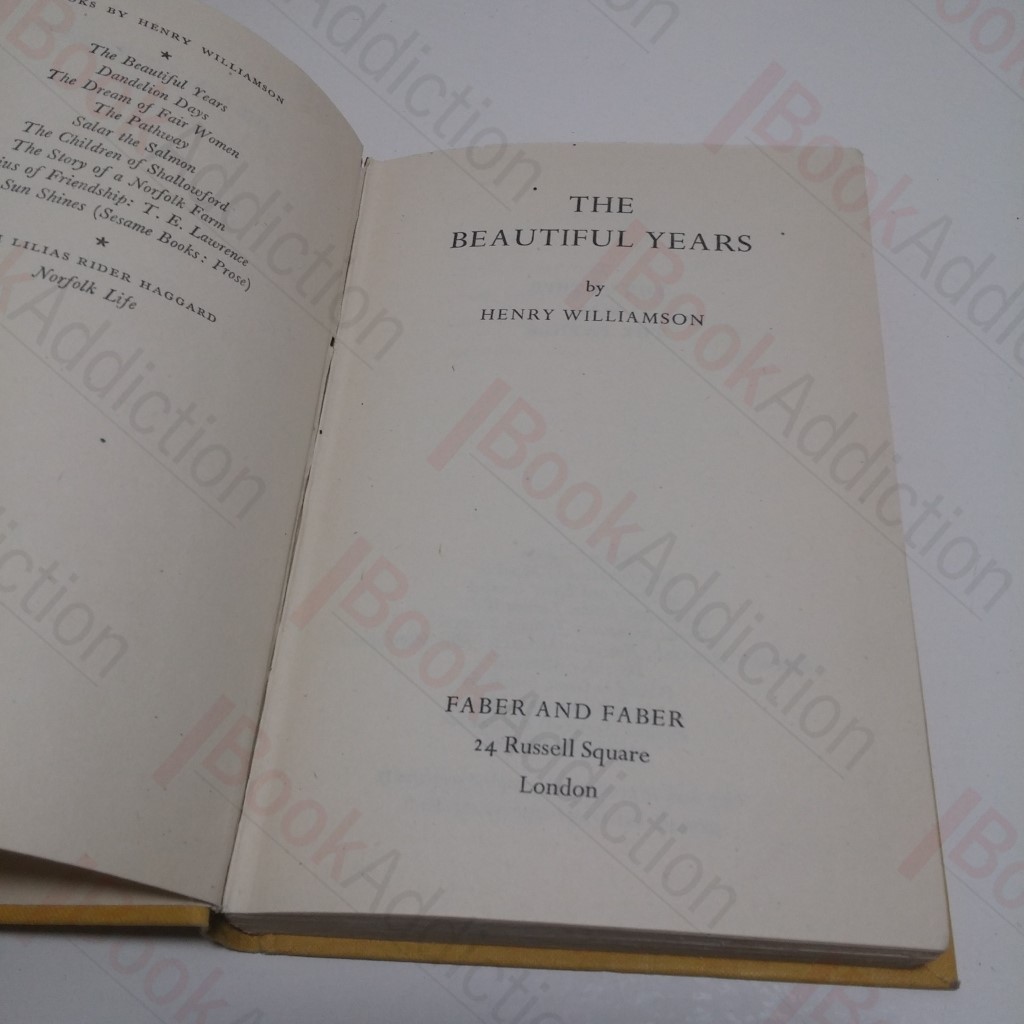 BY HENRY WILLIAMSON
The Beautiful Years
Dandelion Days
The Dream of Fair Women
The Pathway
Salar the Salmon
The Children of Shallowford
The Story of a Norfolk Farm
of Friendship: T. E. Lawrence
Sun Shines (Sesame Books: Prose)
LILIAS RIDER HAGGARD
Norfolk Life
THE
BEAUTIFUL YEARS
by
HENRY WILLIAMSON
FABER AND FABER
24 Russell Square
London
BookAddiction